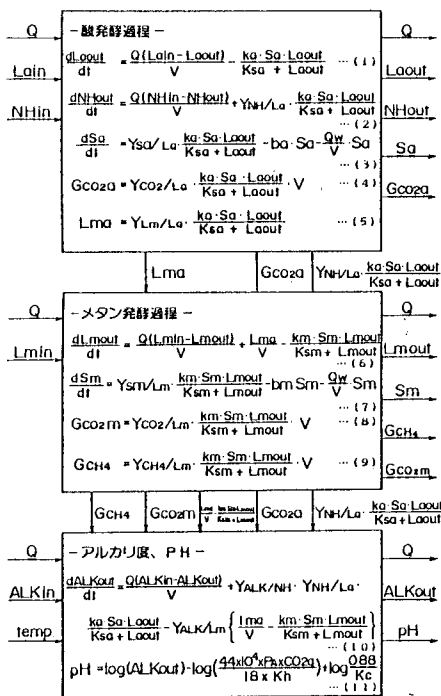 Q
－酸発酵過程－
Q
Lain
dLaout/dt = Q(Lain-Laout)/V - ka·Sa·Laout/Ksa + Laout …(1)
Laout
NHin
dNHout/dt = Q(NHin-NHout)/V + YNH/La· ka·Sa·Laout/Ksa + Laout
NHout
…(2)
dSa/dt = Ysa/La· ka·Sa·Laout/Ksa + Laout - ba·Sa - Qw/V ·Sa
Sa
…(3)
Gco2a = Yco2/La· ka·Sa·Laout/Ksa + Laout · V …(4)
Gco2a
Lma = YLm/La· ka·Sa·Laout/Ksa + Laout …(5)
Lma
Gco2a
YNH/La· ka·Sa·Laout/Ksa+Laout
Q
－メタン発酵過程－
Q
Lmin
dLmout/dt = Q(Lmin-Lmout)/V + Lma/V - km·Sm·Lmout/Ksm + Lmout
Lmout
…(6)
dSm/dt = Ysm/Lm· km·Sm·Lmout/Ksm + Lmout - bm Sm - Qw/V Sm
Sm
…(7)
Gco2m = Yco2/Lm· km·Sm·Lmout/Ksm + Lmout · V …(8)
GCH4
GCH4 = YCH4/Lm· km·Sm·Lmout/Ksm + Lmout · V …(9)
Gco2m
GCH4
Gco2m
Lma/V - km·Sm·Lmout/Ksm+Lmout
Gco2a
YNH/La· ka·Sa·Laout/Ksa+Laout
Q
－アルカリ度、PH－
Q
ALKin
dALKout/dt = Q(ALKin-ALKout)/V + YALK/NH· YNH/La·
ALKout
temp
ka·Sa·Laout/Ksa + Laout - YALK/Lm{Lma/V - km·Sm·Lmout/Ksm + Lmout}
pH
…(10)
pH = log(ALKout) - log(44x10⁴xPAxCO2g/18 x Kh) + log 0.88/Kc
…(11)